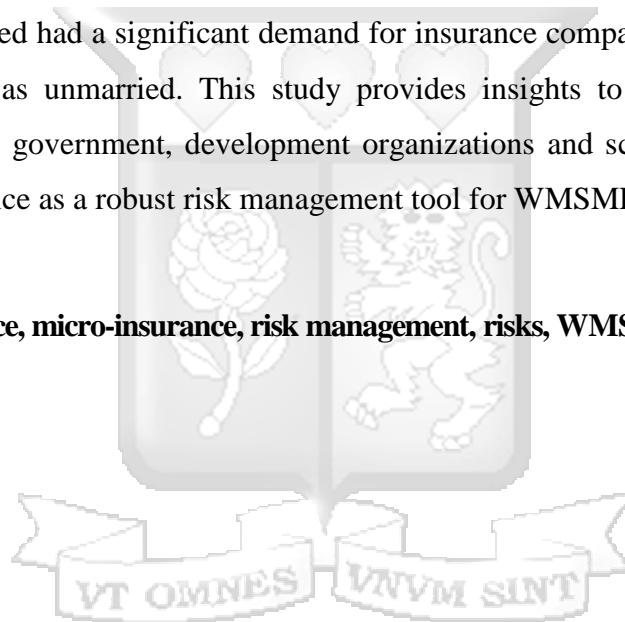 ed had a significant demand for insurance compa
as unmarried. This study provides insights to
government, development organizations and sc
ce as a robust risk management tool for WMSM
ce, micro-insurance, risk management, risks, WMS
VT OMNES VNVM SINT